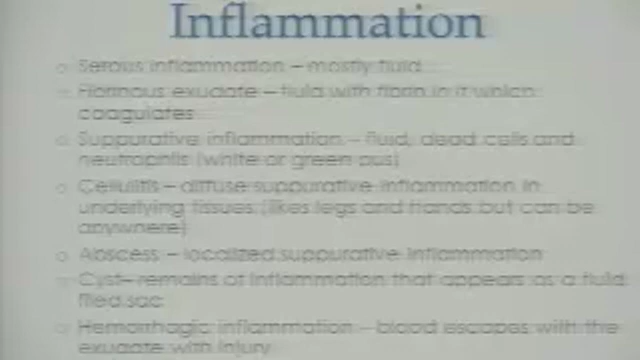 Inflammation
Serous inflammation – mostly fluid
Fibrinous exudate – fluid with fibrin in it which
coagulates
Suppurative inflammation – fluid, dead cells and
neutrophils (white or green pus)
Cellulitis – diffuse suppurative inflammation in
underlying tissues (likes legs and hands but can be
anywhere)
Abscess – localized suppurative inflammation
Cyst– remains of inflammation that appears as a fluid
filled sac
Hemorrhagic inflammation – blood escapes with the
exudate with injury